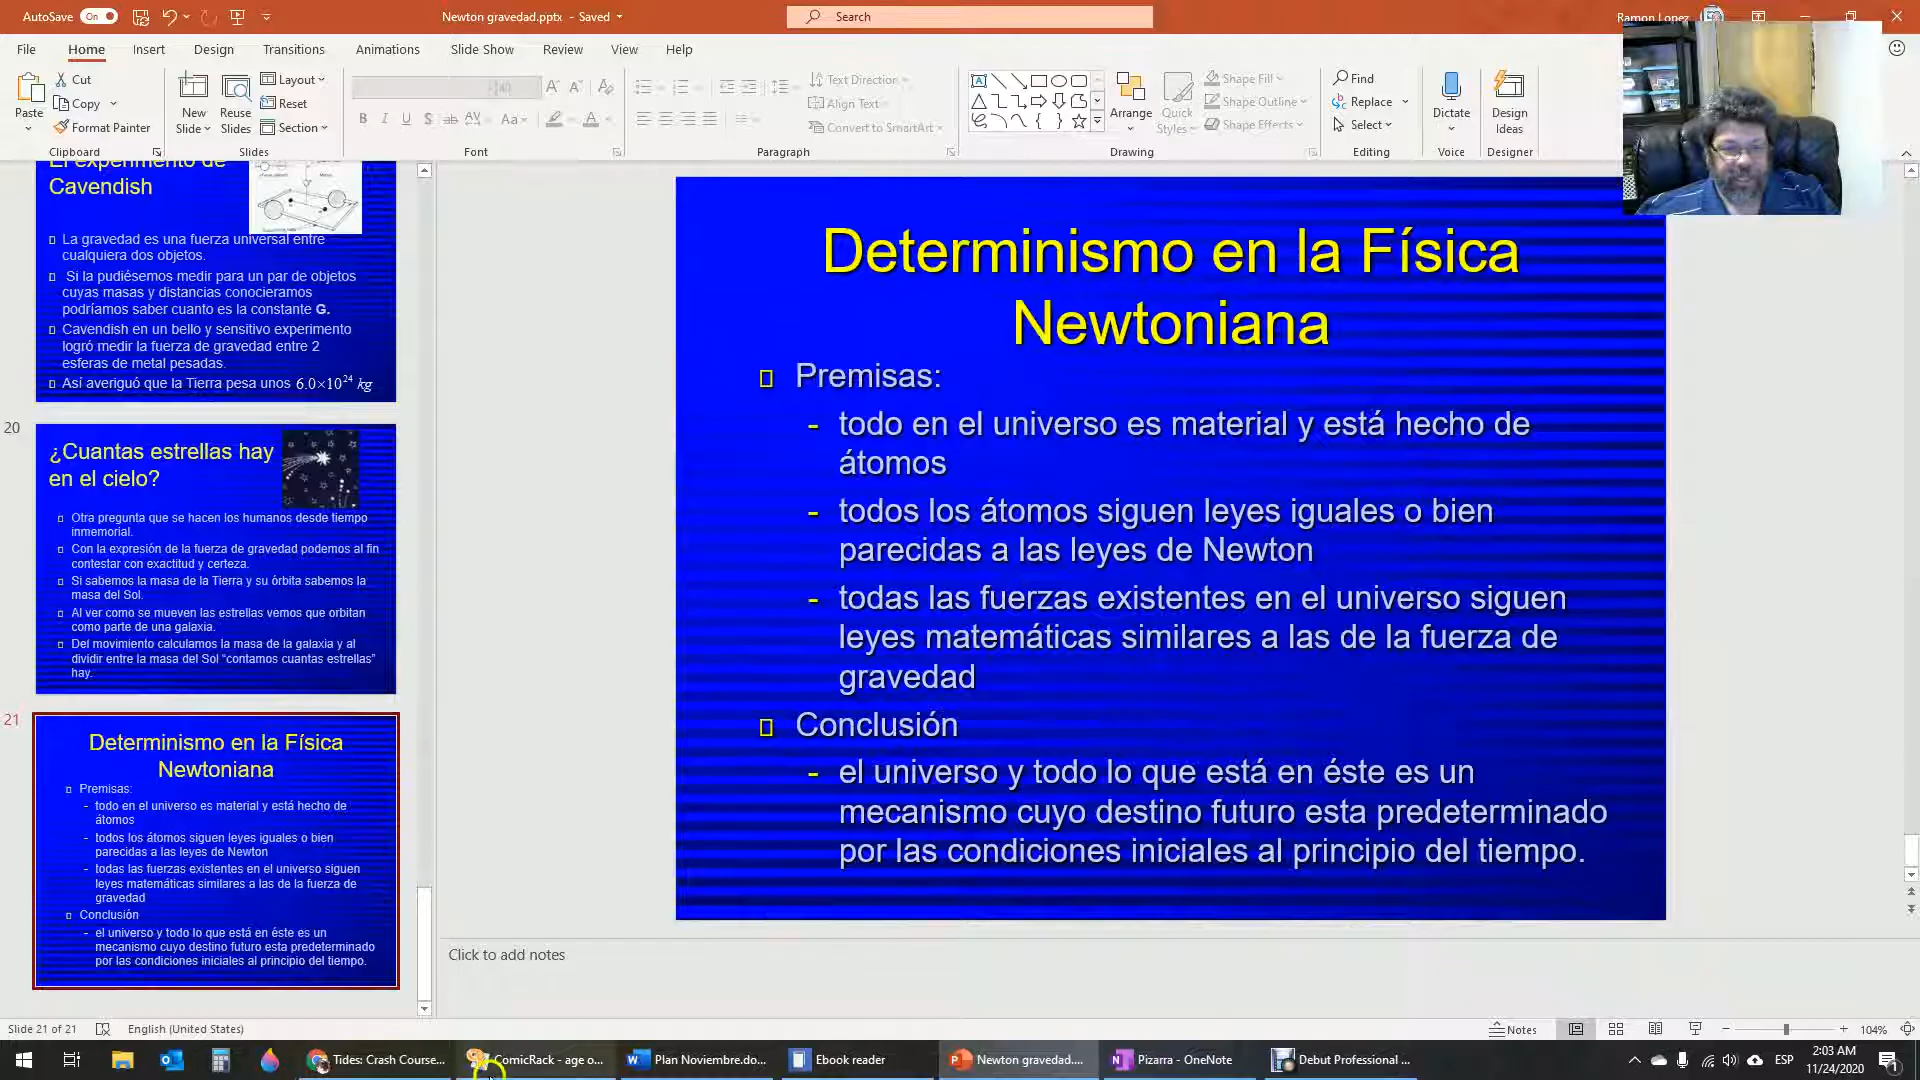 AutoSave On
Newton gravedad.pptx - Saved
Search
Ramon Lopez
File Home Insert Design Transitions Animations Slide Show Review View Help
Paste
Cut
Copy
Format Painter
Clipboard
New Slide
Reuse Slides
Layout
Reset
Section
Slides
Font
Text Direction
Align Text
Convert to SmartArt
Paragraph
Arrange
Quick Styles
Shape Fill
Shape Outline
Shape Effects
Drawing
Find
Replace
Select
Editing
Dictate
Voice
Design Ideas
Designer
El experimento de
Cavendish
La gravedad es una fuerza universal entre
cualquiera dos objetos.
Si la pudiésemos medir para un par de objetos
cuyas masas y distancias conocieramos
podríamos saber cuanto es la constante G.
Cavendish en un bello y sensitivo experimento
logró medir la fuerza de gravedad entre 2
esferas de metal pesadas.
Así averiguó que la Tierra pesa unos 6.0×10²⁴ kg
20
¿Cuantas estrellas hay
en el cielo?
Otra pregunta que se hacen los humanos desde tiempo
inmemorial.
Con la expresión de la fuerza de gravedad podemos al fin
contestar con exactitud y certeza.
Si sabemos la masa de la Tierra y su órbita sabemos la
masa del Sol.
Al ver como se mueven las estrellas vemos que orbitan
como parte de una galaxia.
Del movimiento calculamos la masa de la galaxia y al
dividir entre la masa del Sol "contamos cuantas estrellas"
hay.
21
Determinismo en la Física
Newtoniana
Premisas:
- todo en el universo es material y está hecho de
átomos
- todos los átomos siguen leyes iguales o bien
parecidas a las leyes de Newton
- todas las fuerzas existentes en el universo siguen
leyes matemáticas similares a las de la fuerza de
gravedad
Conclusión
- el universo y todo lo que está en éste es un
mecanismo cuyo destino futuro esta predeterminado
por las condiciones iniciales al principio del tiempo.
Determinismo en la Física
Newtoniana
Premisas:
- todo en el universo es material y está hecho de
átomos
- todos los átomos siguen leyes iguales o bien
parecidas a las leyes de Newton
- todas las fuerzas existentes en el universo siguen
leyes matemáticas similares a las de la fuerza de
gravedad
Conclusión
- el universo y todo lo que está en éste es un
mecanismo cuyo destino futuro esta predeterminado
por las condiciones iniciales al principio del tiempo.
Click to add notes
Slide 21 of 21 English (United States) Notes 104%
Tides: Crash Course... ComicRack - age o... Plan Noviembre.do... Ebook reader Newton gravedad.... Pizarra - OneNote Debut Professional ... ESP 2:03 AM
11/24/2020